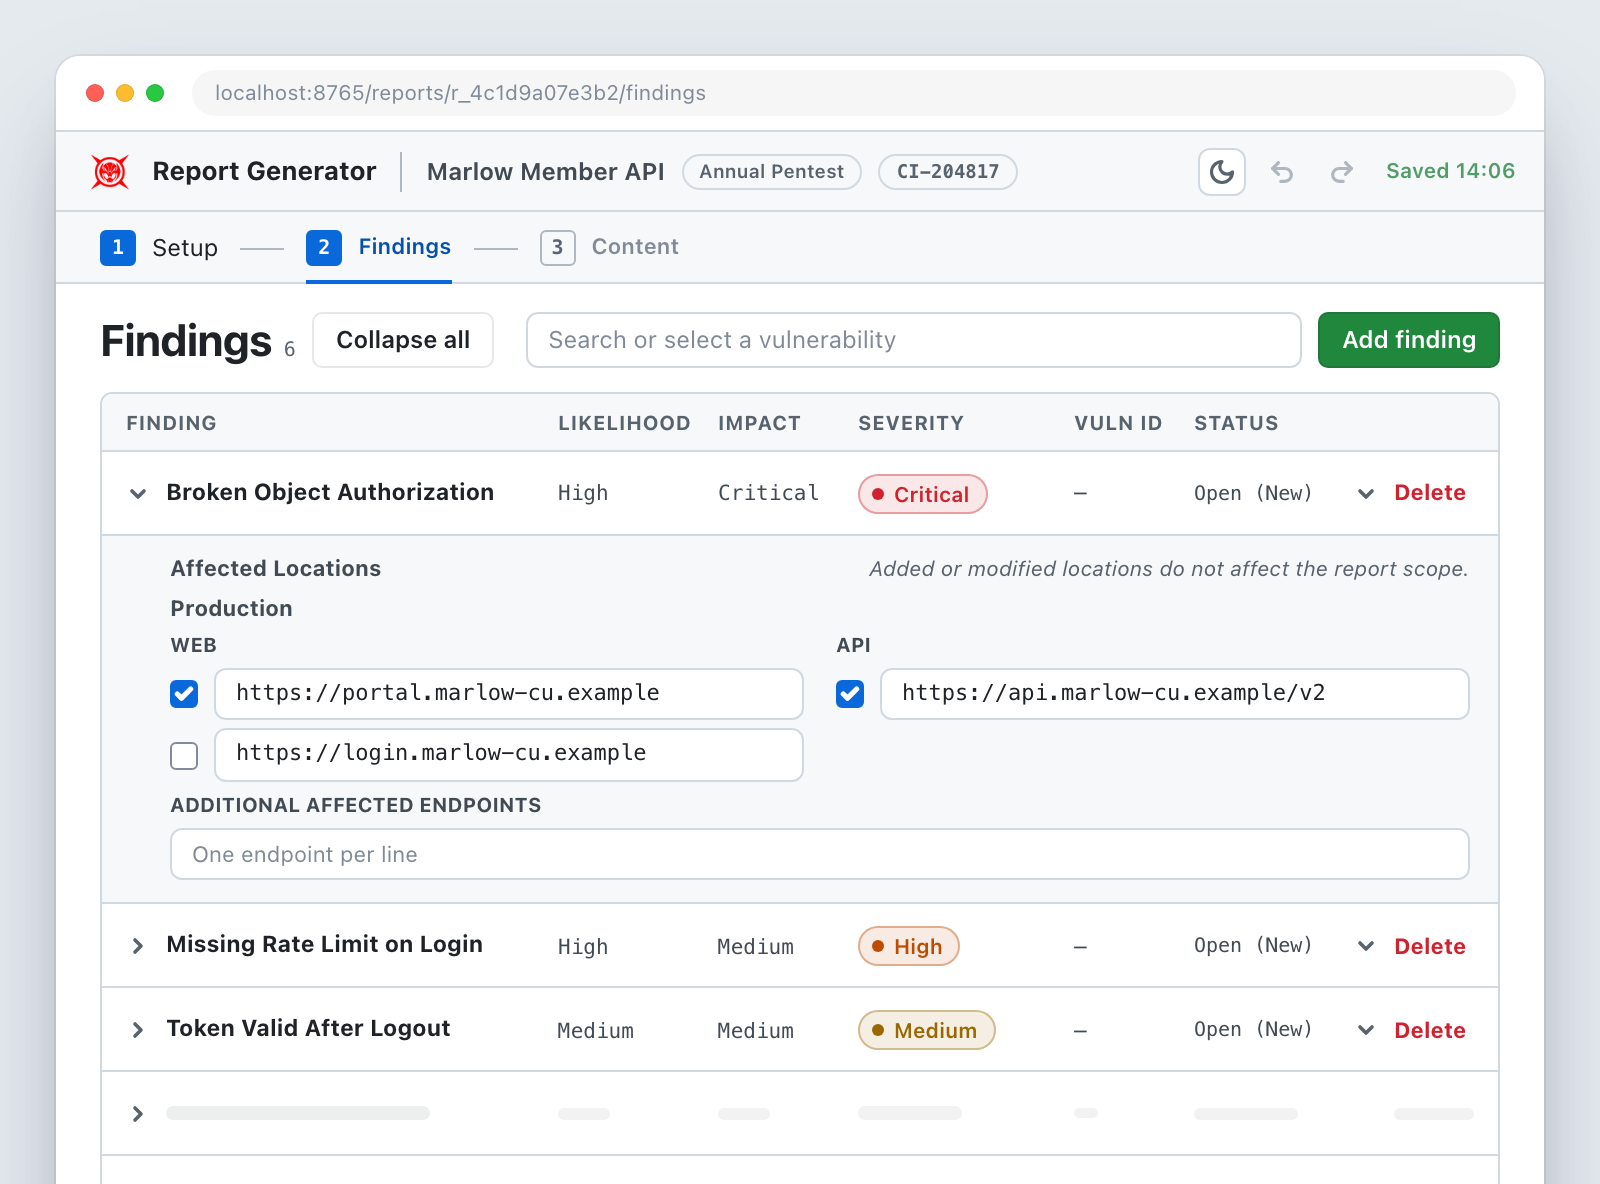 localhost:8765/reports/r_4c1d9a07e3b2/findings
Report Generator Marlow Member API Annual Pentest CI-204817 Saved 14:06
1 Setup 2 Findings 3 Content
Findings 6 Collapse all Search or select a vulnerability Add finding
FINDING LIKELIHOOD IMPACT SEVERITY VULN ID STATUS
Broken Object Authorization High Critical Critical – Open (New) Delete
Affected Locations Added or modified locations do not affect the report scope.
Production
WEB API
https://portal.marlow-cu.example https://api.marlow-cu.example/v2
https://login.marlow-cu.example
ADDITIONAL AFFECTED ENDPOINTS
One endpoint per line
Missing Rate Limit on Login High Medium High – Open (New) Delete
Token Valid After Logout Medium Medium Medium – Open (New) Delete